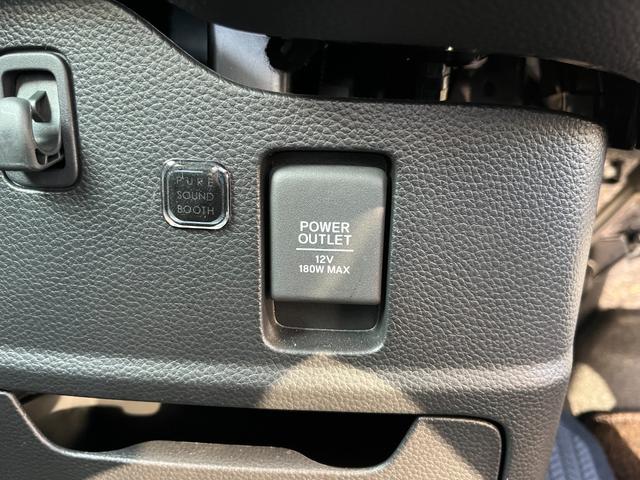 PURE
SOUND
BOOTH
POWER
OUTLET
12V
180W MAX